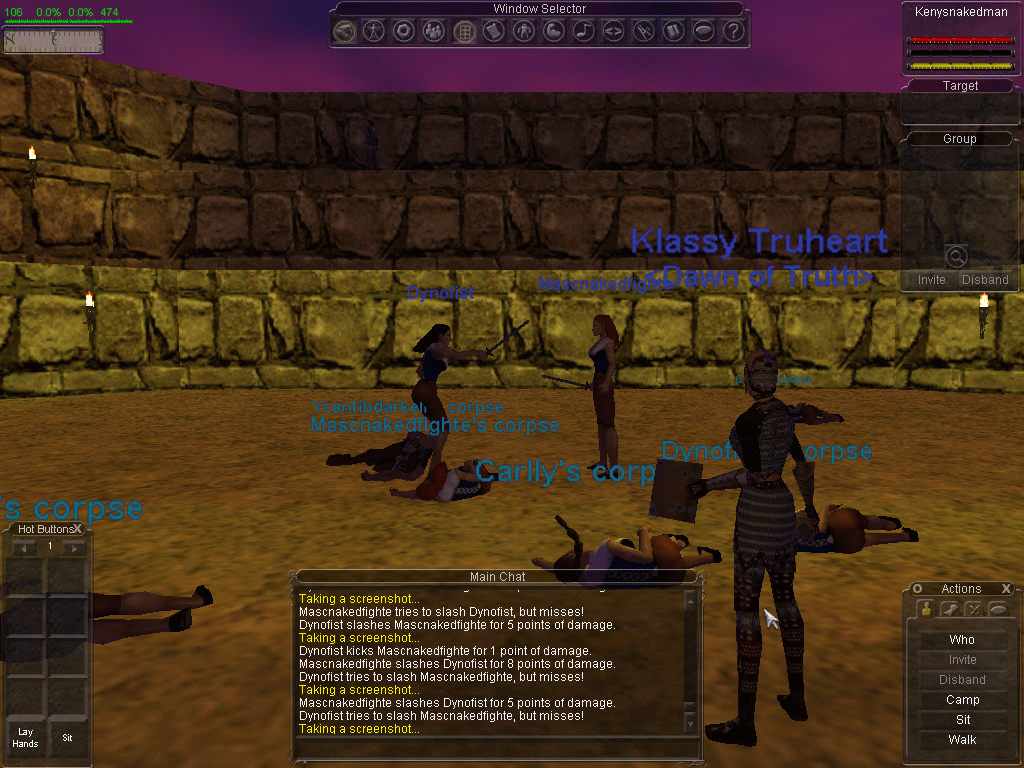 106 0.0% 0.0% 474
Window Selector
Kenysnakedman
Target
Group
Invite Disband
Klassy Truheart
<Dawn of Truth>
Dynofist
Mascnakedfighte
Ycantibdarkelf corpse
Mascnakedfighte's corpse
Carlly's corp
Dynofi orpse
's corpse
Hot Buttons X
1
Lay Hands
Sit
Main Chat
Taking a screenshot...
Mascnakedfighte tries to slash Dynofist, but misses!
Dynofist slashes Mascnakedfighte for 5 points of damage.
Taking a screenshot...
Dynofist kicks Mascnakedfighte for 1 point of damage.
Mascnakedfighte slashes Dynofist for 8 points of damage.
Dynofist tries to slash Mascnakedfighte, but misses!
Taking a screenshot...
Mascnakedfighte slashes Dynofist for 5 points of damage.
Dynofist tries to slash Mascnakedfighte, but misses!
Taking a screenshot...
Actions X
Who
Invite
Disband
Camp
Sit
Walk